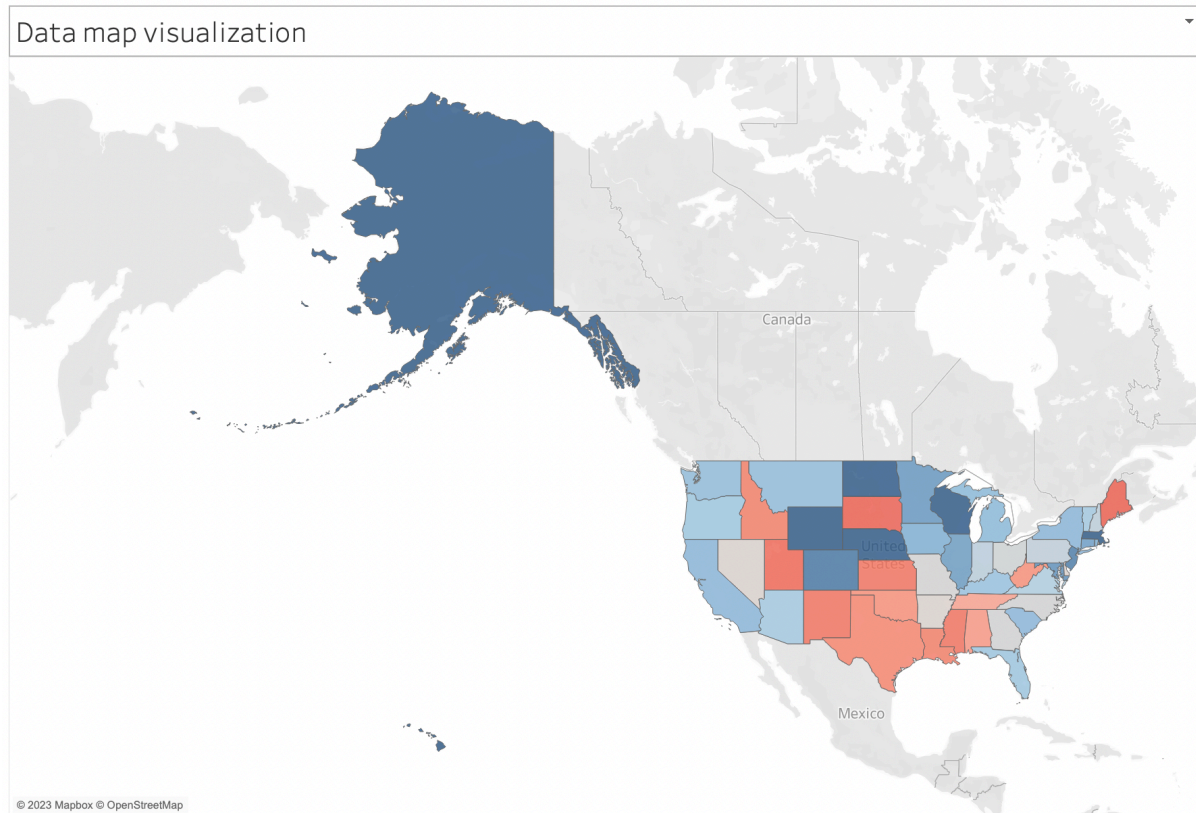 Data map visualization
Canada
United
States
Mexico
© 2023 Mapbox © OpenStreetMap